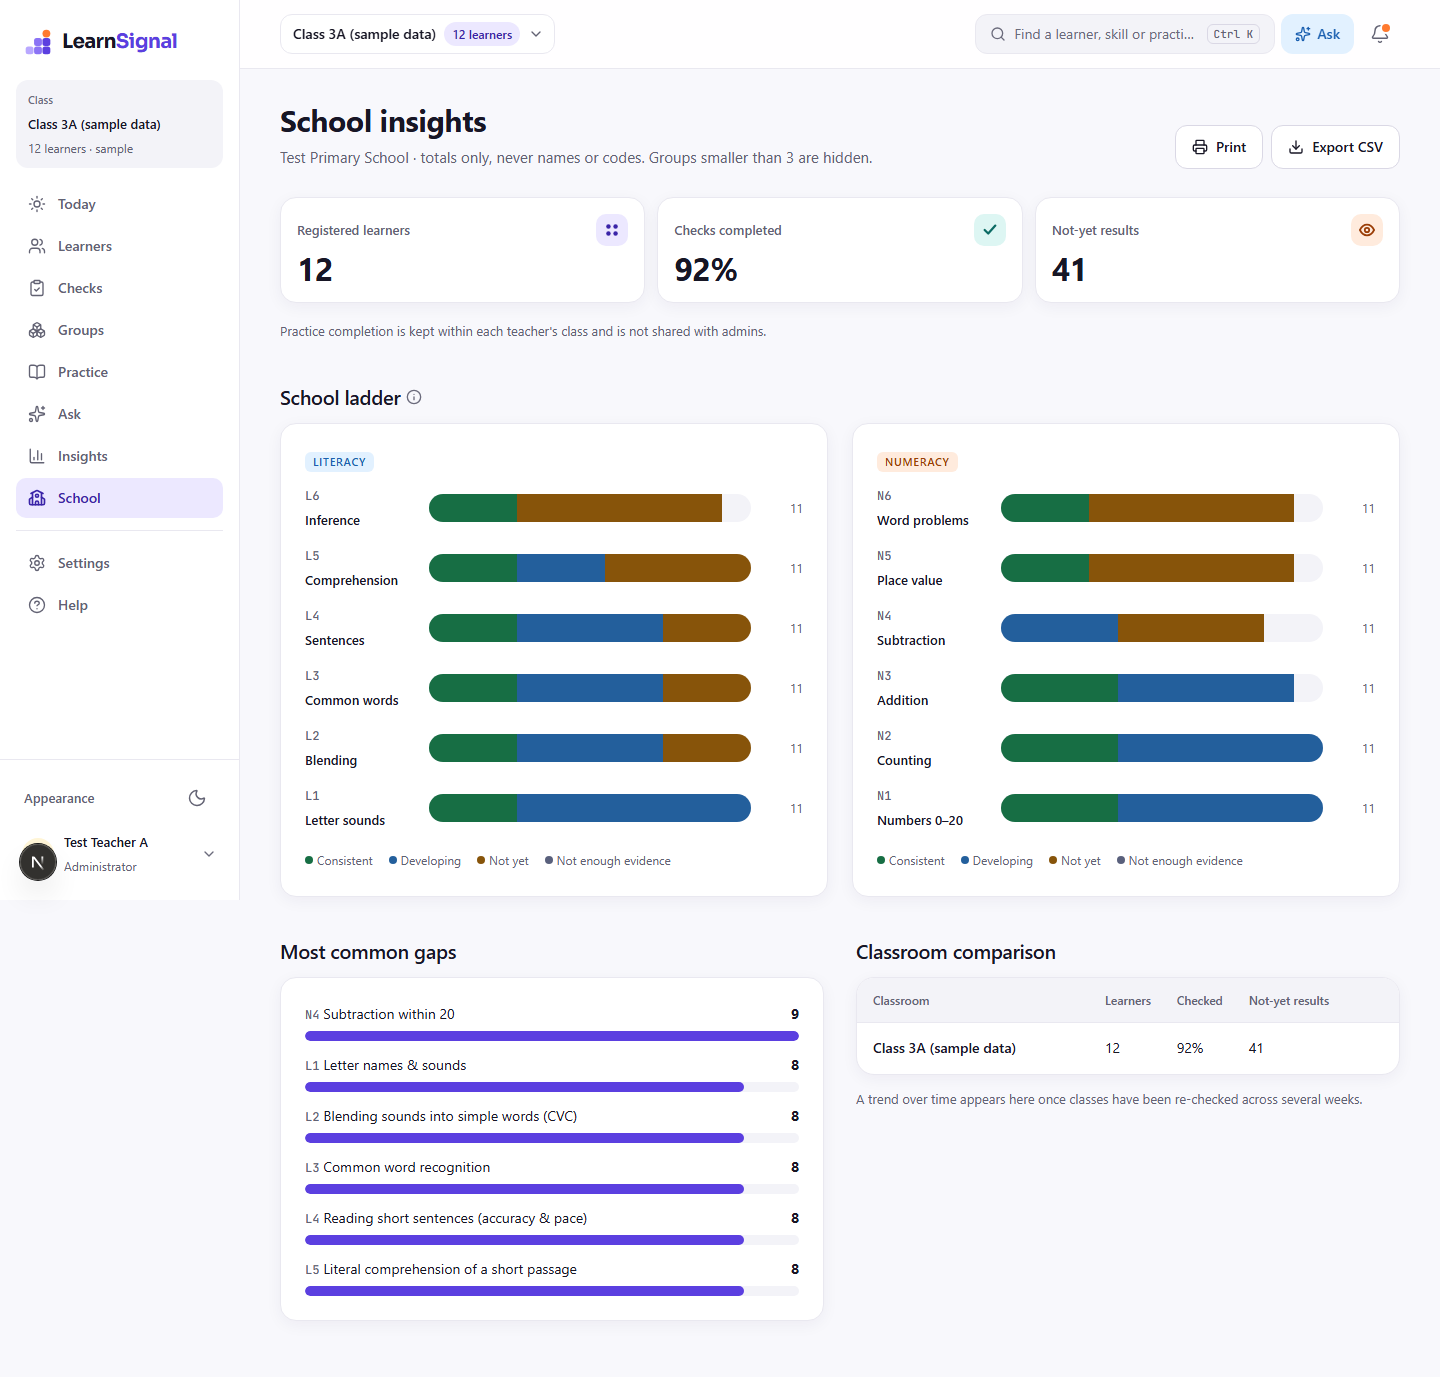 LearnSignal
Class
Class 3A (sample data)
12 learners · sample
Today
Learners
Checks
Groups
Practice
Ask
Insights
School
Settings
Help
Appearance
N
Test Teacher A
Administrator
Class 3A (sample data) 12 learners
Find a learner, skill or practi... Ctrl K
Ask
School insights
Test Primary School · totals only, never names or codes. Groups smaller than 3 are hidden.
Print
Export CSV
Registered learners
12
Checks completed
92%
Not-yet results
41
Practice completion is kept within each teacher's class and is not shared with admins.
School ladder
LITERACY
L6
Inference
11
L5
Comprehension
11
L4
Sentences
11
L3
Common words
11
L2
Blending
11
L1
Letter sounds
11
Consistent Developing Not yet Not enough evidence
NUMERACY
N6
Word problems
11
N5
Place value
11
N4
Subtraction
11
N3
Addition
11
N2
Counting
11
N1
Numbers 0–20
11
Consistent Developing Not yet Not enough evidence
Most common gaps
N4 Subtraction within 20 9
L1 Letter names & sounds 8
L2 Blending sounds into simple words (CVC) 8
L3 Common word recognition 8
L4 Reading short sentences (accuracy & pace) 8
L5 Literal comprehension of a short passage 8
Classroom comparison
Classroom Learners Checked Not-yet results
Class 3A (sample data) 12 92% 41
A trend over time appears here once classes have been re-checked across several weeks.